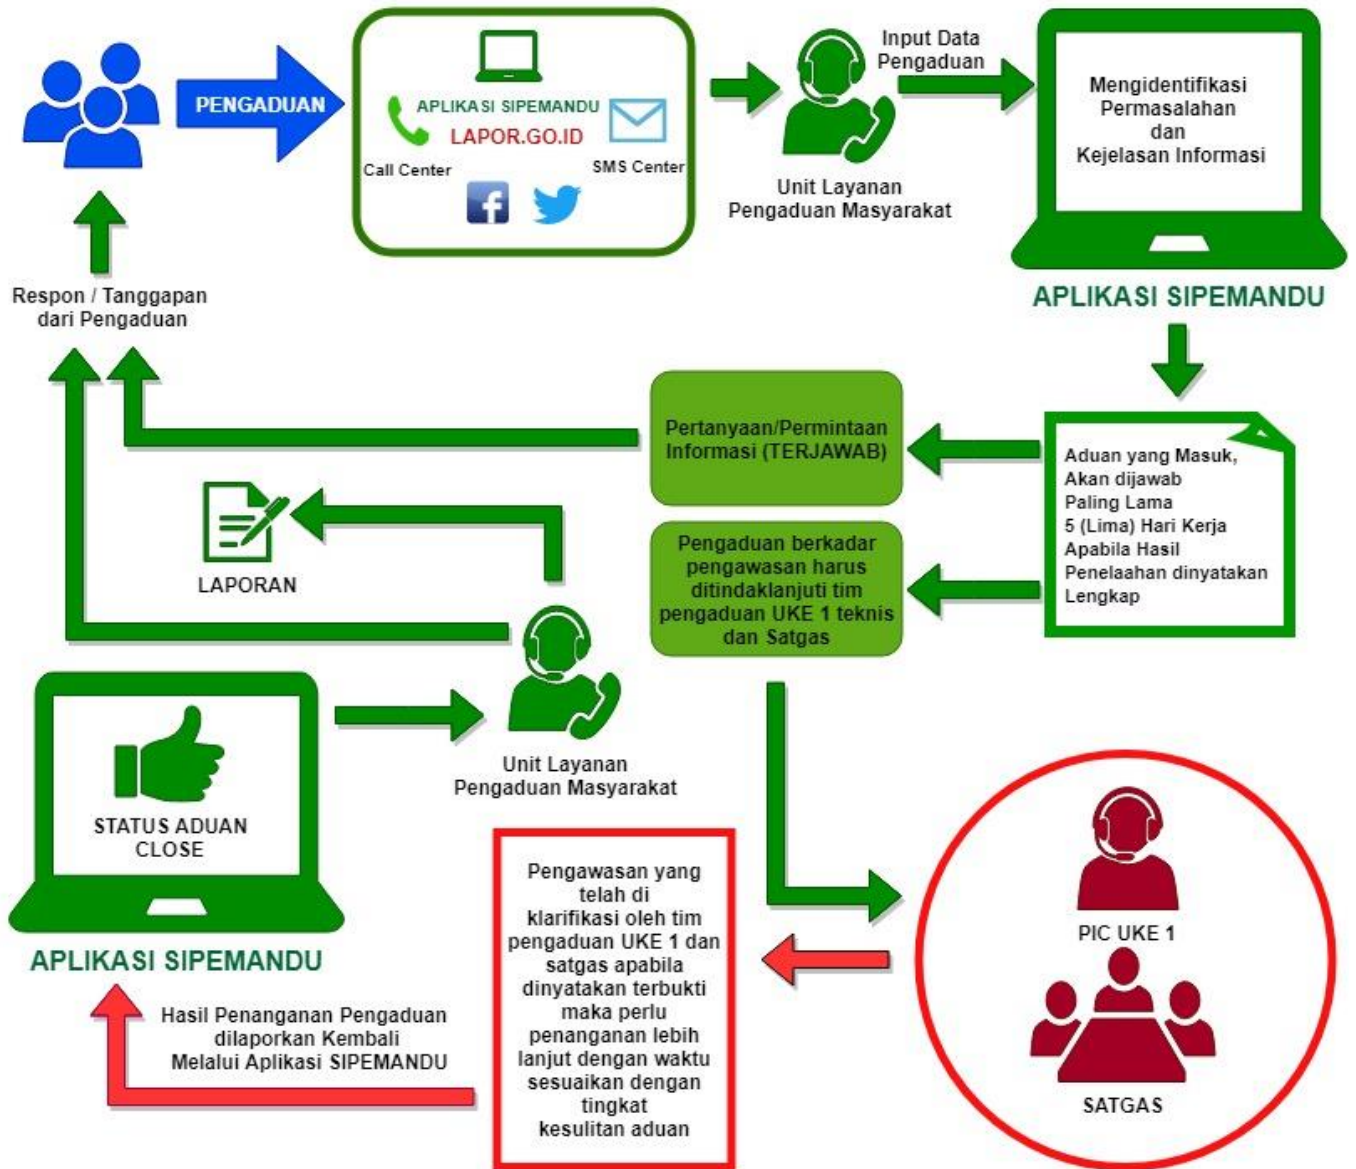 PENGADUAN
APLIKASI SIPEMANDU
LAPOR.GO.ID
Call Center
SMS Center
Unit Layanan
Pengaduan Masyarakat
Input Data
Pengaduan
Mengidentifikasi
Permasalahan
dan
Kejelasan Informasi
APLIKASI SIPEMANDU
Respon / Tanggapan
dari Pengaduan
Pertanyaan/Permintaan
Informasi (TERJAWAB)
Aduan yang Masuk,
Akan dijawab
Paling Lama
5 (Lima) Hari Kerja
Apabila Hasil
Penelaahan dinyatakan
Lengkap
Pengaduan berkadar
pengawasan harus
ditindaklanjuti tim
pengaduan UKE 1 teknis
dan Satgas
LAPORAN
Unit Layanan
Pengaduan Masyarakat
STATUS ADUAN
CLOSE
APLIKASI SIPEMANDU
PIC UKE 1
SATGAS
Pengawasan yang
telah di
klarifikasi oleh tim
pengaduan UKE 1 dan
satgas apabila
dinyatakan terbukti
maka perlu
penanganan lebih
lanjut dengan waktu
sesuaikan dengan
tingkat
kesulitan aduan
Hasil Penanganan Pengaduan
dilaporkan Kembali
Melalui Aplikasi SIPEMANDU